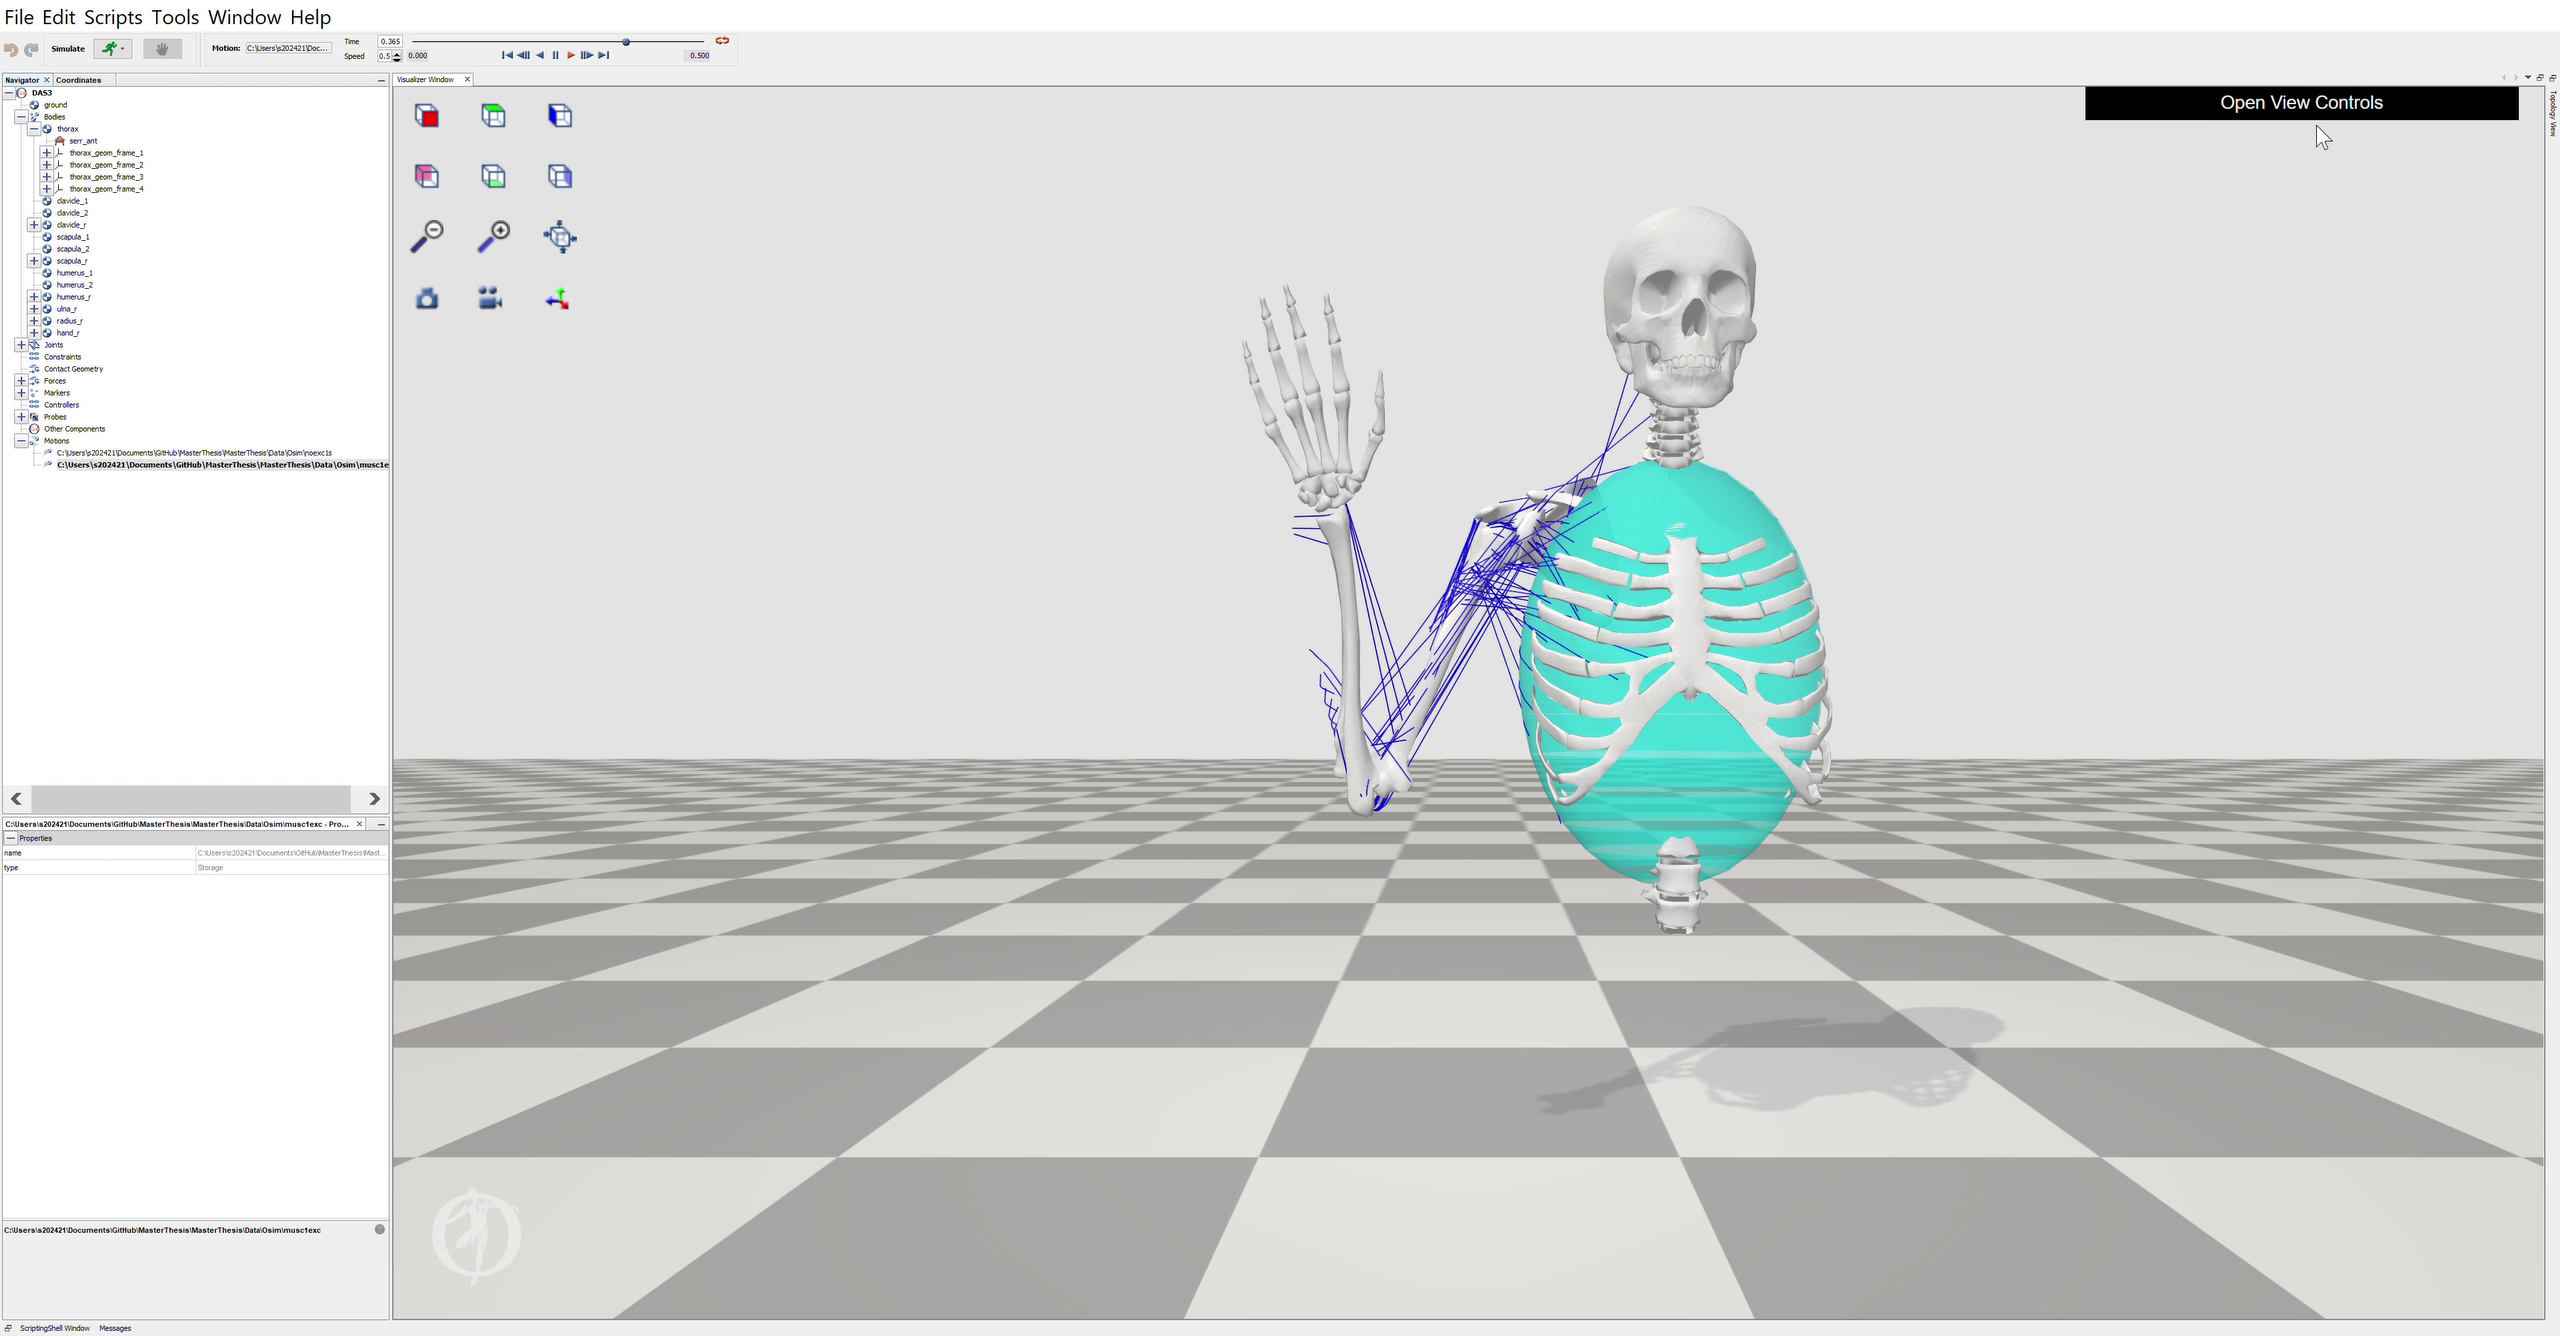 File Edit Scripts Tools Window Help
Simulate
Motion: C:\Users\s202421\Doc...
Time 0.365
Speed 0.5 0.000 0.500
Navigator Coordinates
DAS3
ground
Bodies
thorax
serr_ant
thorax_geom_frame_1
thorax_geom_frame_2
thorax_geom_frame_3
thorax_geom_frame_4
clavicle_1
clavicle_2
clavicle_r
scapula_1
scapula_2
scapula_r
humerus_1
humerus_2
humerus_r
ulna_r
radius_r
hand_r
Joints
Constraints
Contact Geometry
Forces
Markers
Controllers
Probes
Other Components
Motions
C:\Users\s202421\Documents\GitHub\MasterThesis\MasterThesis\Data\Osim\noexc1s
C:\Users\s202421\Documents\GitHub\MasterThesis\MasterThesis\Data\Osim\musc1e
C:\Users\s202421\Documents\GitHub\MasterThesis\MasterThesis\Data\Osim\musc1exc - Pro...
Properties
name C:\Users\s202421\Documents\GitHub\MasterThesis\Mast...
type Storage
C:\Users\s202421\Documents\GitHub\MasterThesis\MasterThesis\Data\Osim\musc1exc
ScriptingShell Window Messages
Visualizer Window
Open View Controls
Topology View